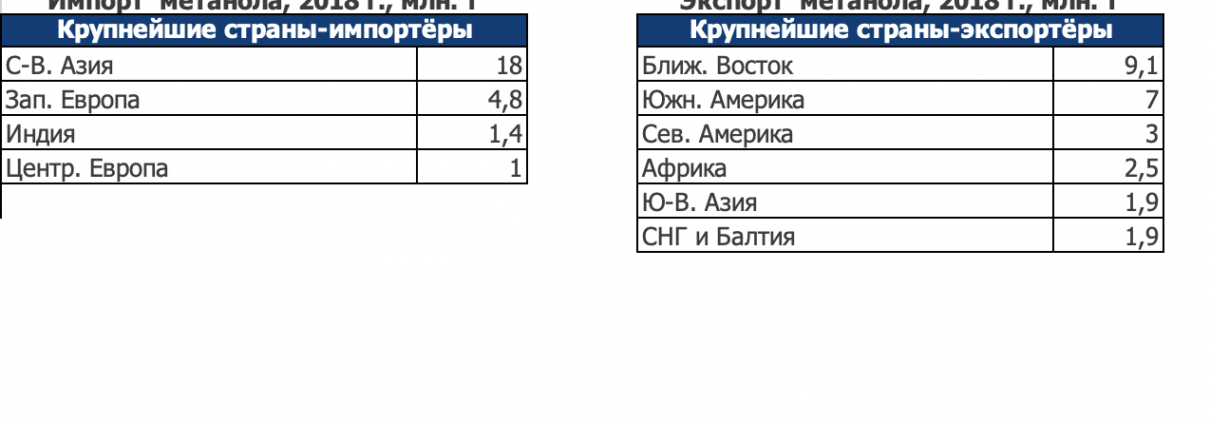 Импорт метанола, 2018 г., млн. т
Крупнейшие страны-импортёры
С-В. Азия 18
Зап. Европа 4,8
Индия 1,4
Центр. Европа 1
Экспорт метанола, 2018 г., млн. т
Крупнейшие страны-экспортёры
Ближ. Восток 9,1
Южн. Америка 7
Сев. Америка 3
Африка 2,5
Ю-В. Азия 1,9
СНГ и Балтия 1,9